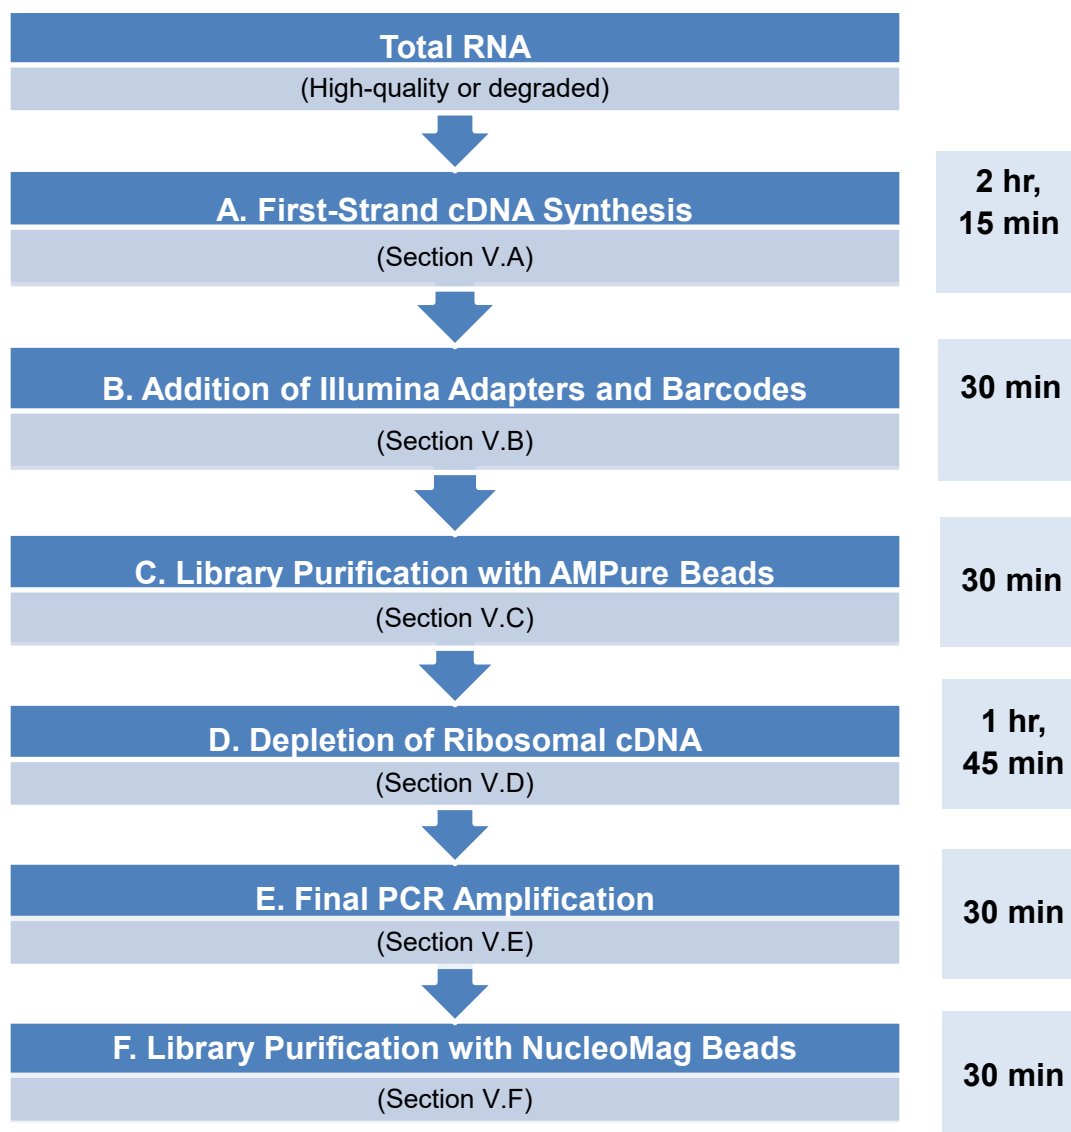 Total RNA
(High-quality or degraded)
A. First-Strand cDNA Synthesis
(Section V.A)
2 hr,
15 min
B. Addition of Illumina Adapters and Barcodes
(Section V.B)
30 min
C. Library Purification with AMPure Beads
(Section V.C)
30 min
D. Depletion of Ribosomal cDNA
(Section V.D)
1 hr,
45 min
E. Final PCR Amplification
(Section V.E)
30 min
F. Library Purification with NucleoMag Beads
(Section V.F)
30 min